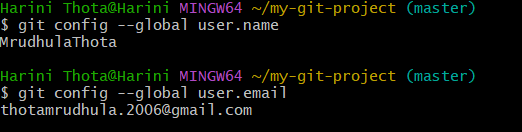 Harini Thota@Harini MINGW64 ~/my-git-project (master)
$ git config --global user.name
MrudhulaThota
Harini Thota@Harini MINGW64 ~/my-git-project (master)
$ git config --global user.email
thotamrudhula.2006@gmail.com